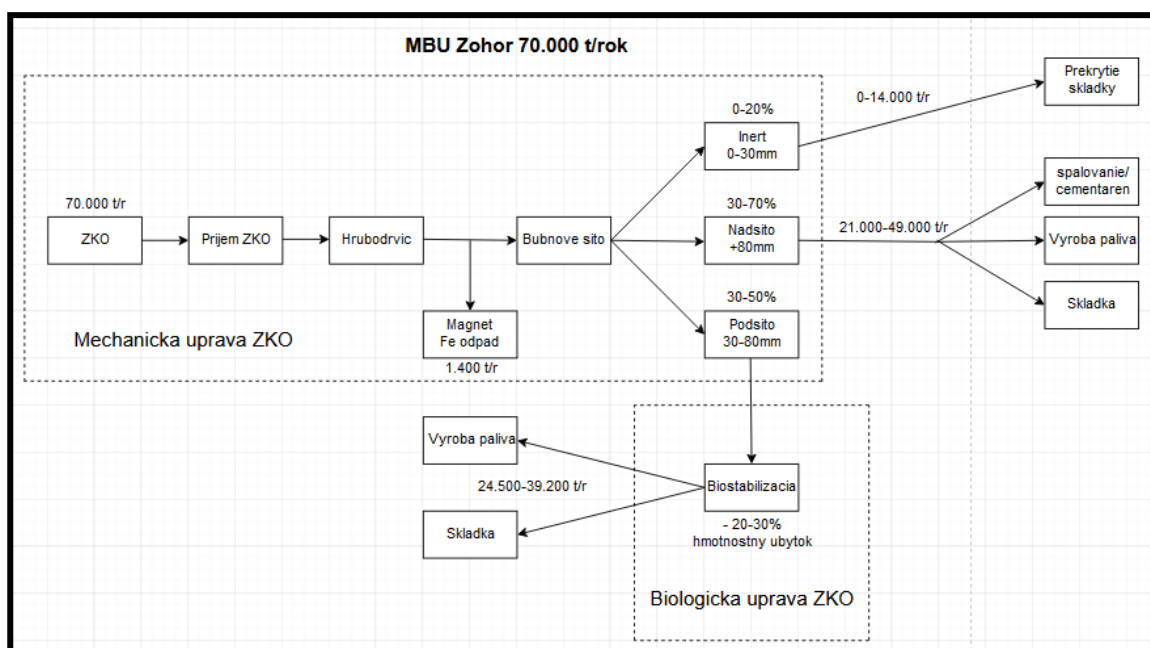 MBU Zohor 70.000 t/rok
Prekrytie
skladky
0-14.000 t/r
0-20%
Inert
0-30mm
spalovanie/
cementaren
70.000 t/r
30-70%
ZKO
Prijem ZKO
Hrubodrvic
Bubnove sito
Nadsito
+80mm
21.000-49.000 t/r
Vyroba paliva
30-50%
Skladka
Magnet
Fe odpad
Podsito
30-80mm
Mechanicka uprava ZKO
1.400 t/r
Vyroba paliva
24.500-39.200 t/r
Biostabilizacia
Skladka
- 20-30%
hmotnostny ubytok
Biologicka uprava ZKO